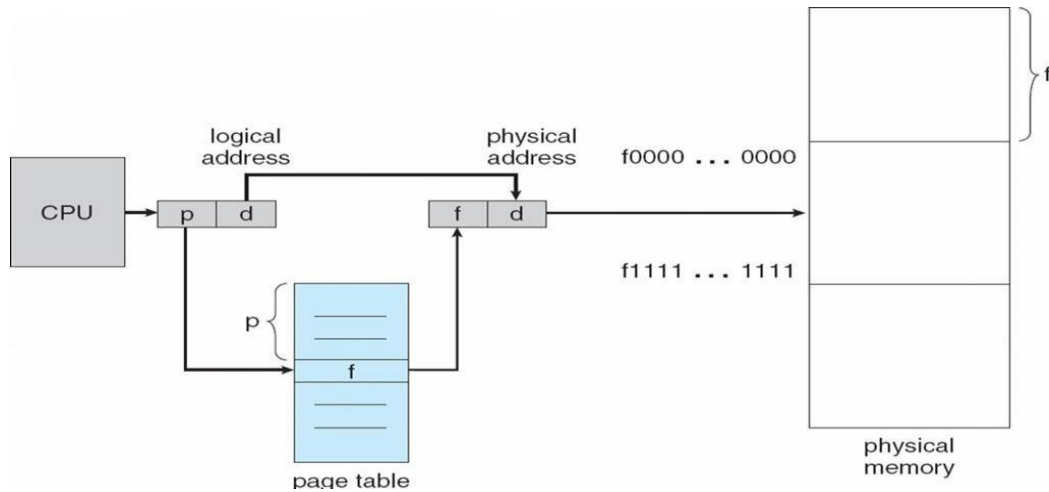 logical
address
physical
address
f
f0000 ... 0000
CPU
p
d
f
d
f1111 ... 1111
p
f
page table
physical
memory